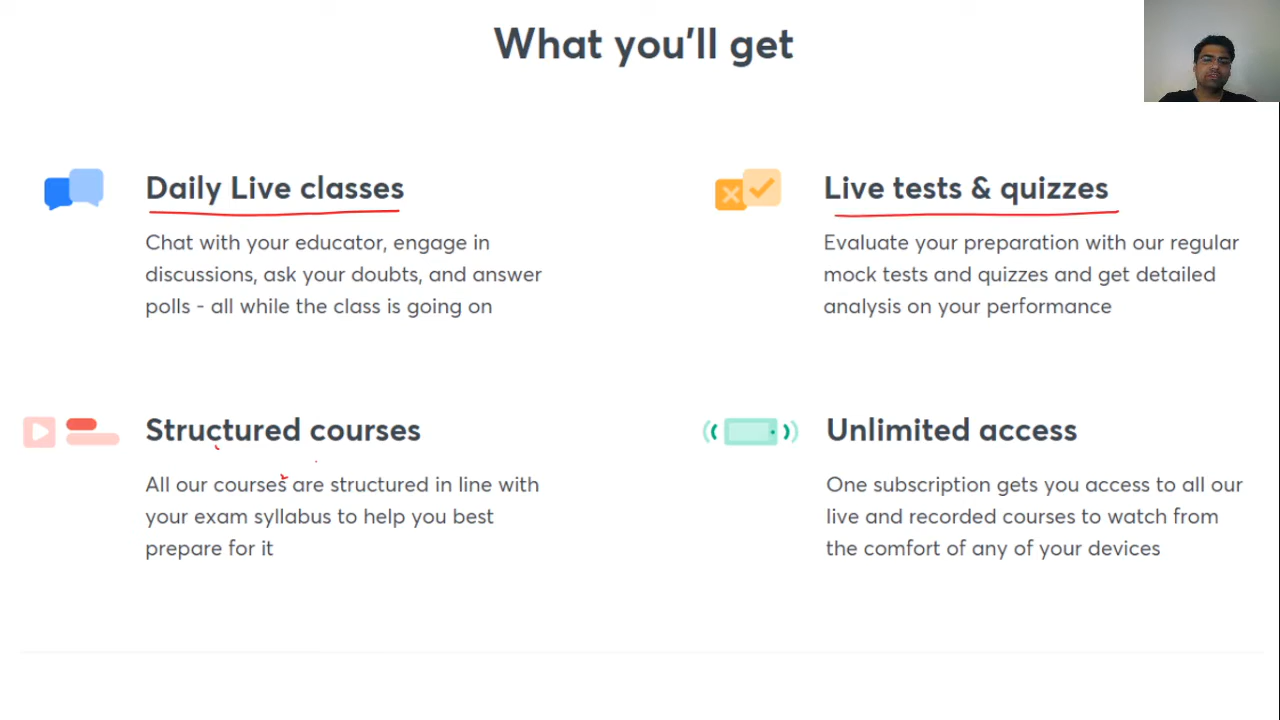 What you'll get
Daily Live classes
Chat with your educator, engage in
discussions, ask your doubts, and answer
polls - all while the class is going on
Live tests & quizzes
Evaluate your preparation with our regular
mock tests and quizzes and get detailed
analysis on your performance
Structured courses
All our courses are structured in line with
your exam syllabus to help you best
prepare for it
Unlimited access
One subscription gets you access to all our
live and recorded courses to watch from
the comfort of any of your devices